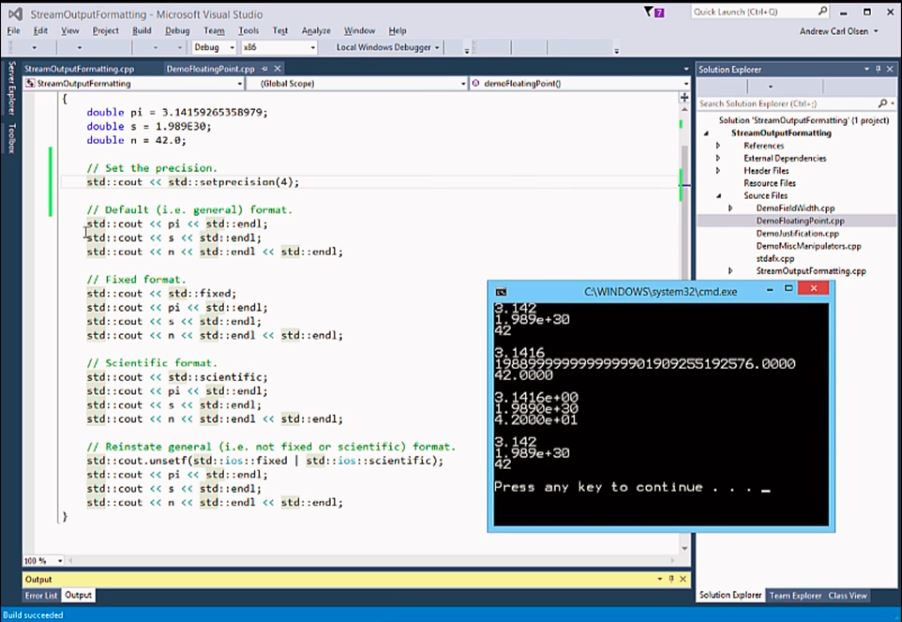 StreamOutputFormatting - Microsoft Visual Studio
7
Quick Launch (Ctrl+Q)
File Edit View Project Build Debug Team Tools Test Analyze Window Help
Andrew Carl Olsen
Debug x86 Local Windows Debugger
Server Explorer
Toolbox
StreamOutputFormatting.cpp DemoFloatingPoint.cpp
StreamOutputFormatting (Global Scope) demoFloatingPoint()
{
double pi = 3.14159265358979;
double s = 1.989E30;
double n = 42.0;
// Set the precision.
std::cout << std::setprecision(4);
// Default (i.e. general) format.
std::cout << pi << std::endl;
std::cout << s << std::endl;
std::cout << n << std::endl << std::endl;
// Fixed format.
std::cout << std::fixed;
std::cout << pi << std::endl;
std::cout << s << std::endl;
std::cout << n << std::endl << std::endl;
// Scientific format.
std::cout << std::scientific;
std::cout << pi << std::endl;
std::cout << s << std::endl;
std::cout << n << std::endl << std::endl;
// Reinstate general (i.e. not fixed or scientific) format.
std::cout.unsetf(std::ios::fixed | std::ios::scientific);
std::cout << pi << std::endl;
std::cout << s << std::endl;
std::cout << n << std::endl << std::endl;
}
100 %
Output
Error List Output
Build succeeded
Solution Explorer
Search Solution Explorer (Ctrl+;)
Solution 'StreamOutputFormatting' (1 project)
StreamOutputFormatting
References
External Dependencies
Header Files
Resource Files
Source Files
DemoFieldWidth.cpp
DemoFloatingPoint.cpp
DemoJustification.cpp
DemoMiscManipulators.cpp
stdafx.cpp
StreamOutputFormatting.cpp
Solution Explorer Team Explorer Class View
C:\WINDOWS\system32\cmd.exe
3.142
1.989e+30
42
3.1416
1988999999999999901909255192576.0000
42.0000
3.1416e+00
1.9890e+30
4.2000e+01
3.142
1.989e+30
42
Press any key to continue . . . _